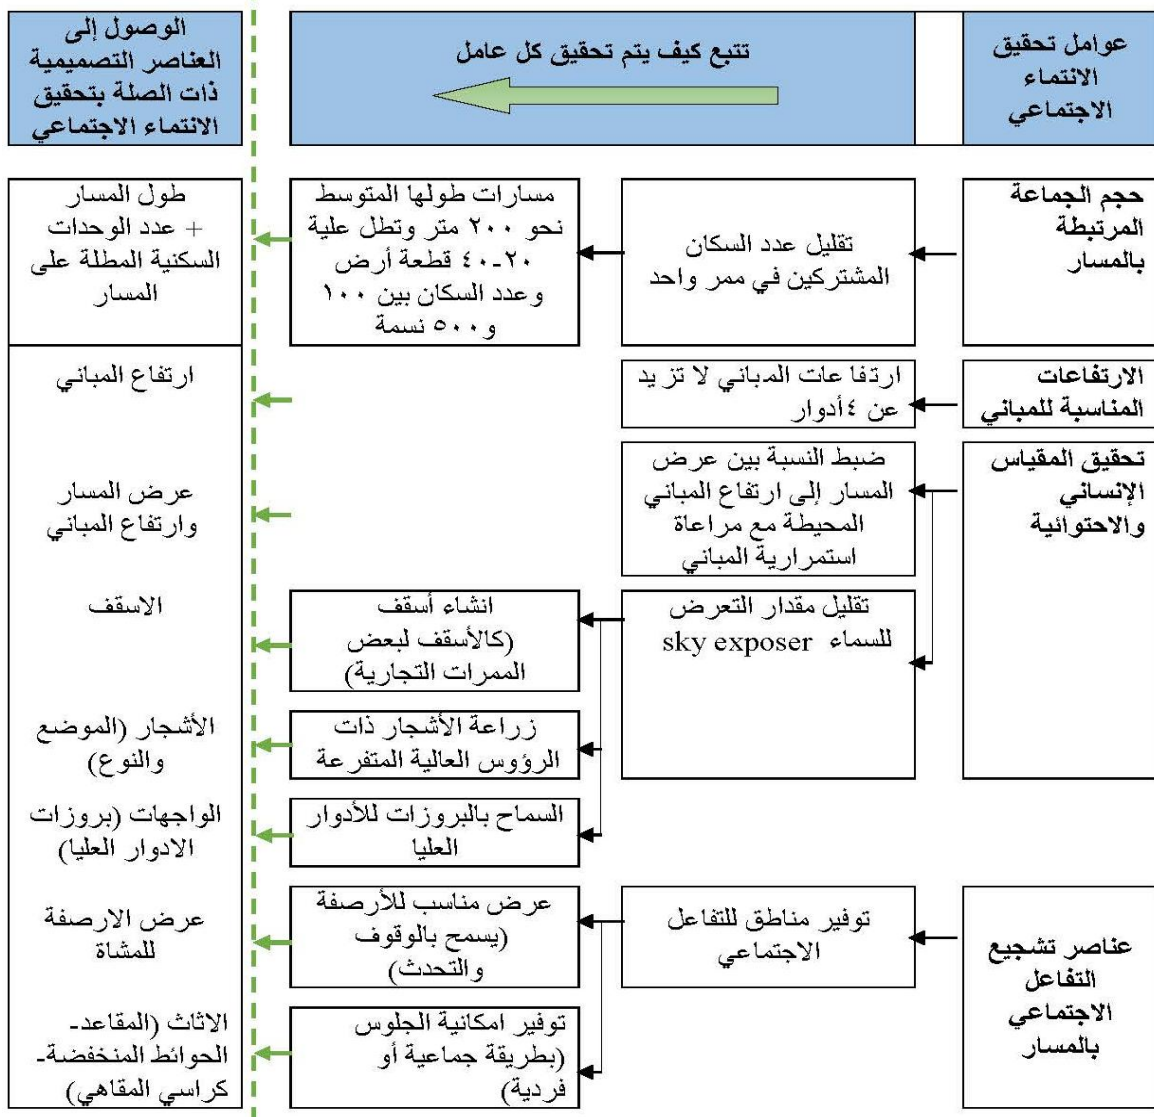 عوامل تحقيق
الانتماء
الاجتماعي
تتبع كيف يتم تحقيق كل عامل
الوصول إلى
العناصر التصميمية
ذات الصلة بتحقيق
الانتماء الاجتماعي
حجم الجماعة
المرتبطة
بالمسار
تقليل عدد السكان
المشتركين في ممر واحد
مسارات طولها المتوسط
نحو ٢٠٠ متر وتطل علية
٢٠-٤٠ قطعة أرض
وعدد السكان بين ١٠٠
و٥٠٠ نسمة
طول المسار
+ عدد الوحدات
السكنية المطلة على
المسار
الارتفاعات
المناسبة للمباني
ارتفاعات المباني لا تزيد
عن ٤ أدوار
ارتفاع المباني
تحقيق المقياس
الإنساني
والاحتوائية
ضبط النسبة بين عرض
المسار إلى ارتفاع المباني
المحيطة مع مراعاة
استمرارية المباني
عرض المسار
وارتفاع المباني
تقليل مقدار التعرض
للسماء sky exposer
انشاء أسقف
(كالأسقف لبعض
الممرات التجارية)
الاسقف
زراعة الأشجار ذات
الرؤوس العالية المتفرعة
الأشجار (الموضع
والنوع)
السماح بالبروزات للأدوار
العليا
الواجهات (بروزات
الادوار العليا)
عناصر تشجيع
التفاعل
الاجتماعي
بالمسار
توفير مناطق للتفاعل
الاجتماعي
عرض مناسب للأرصفة
(يسمح بالوقوف
والتحدث)
عرض الارصفة
للمشاة
توفير امكانية الجلوس
(بطريقة جماعية أو
فردية)
الاثاث (المقاعد-
الحوائط المنخفضة-
كراسي المقاهي)